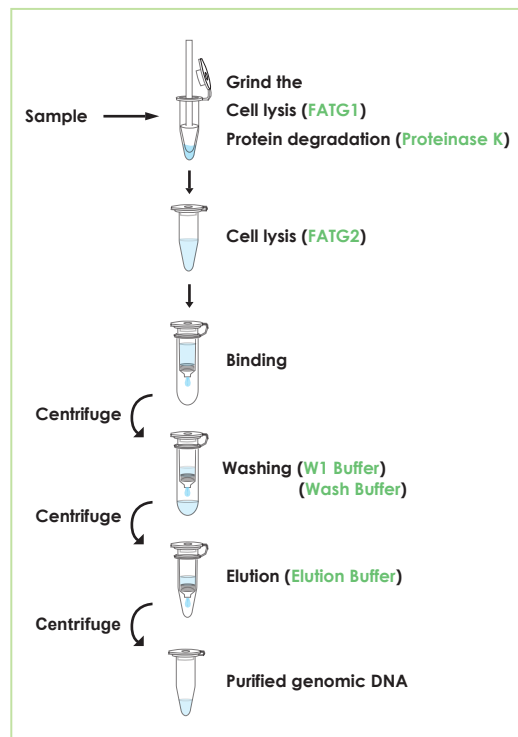 Grind the
Sample
Cell lysis (FATG1)
Protein degradation (Proteinase K)
Cell lysis (FATG2)
Binding
Centrifuge
Washing (W1 Buffer)
(Wash Buffer)
Centrifuge
Elution (Elution Buffer)
Centrifuge
Purified genomic DNA